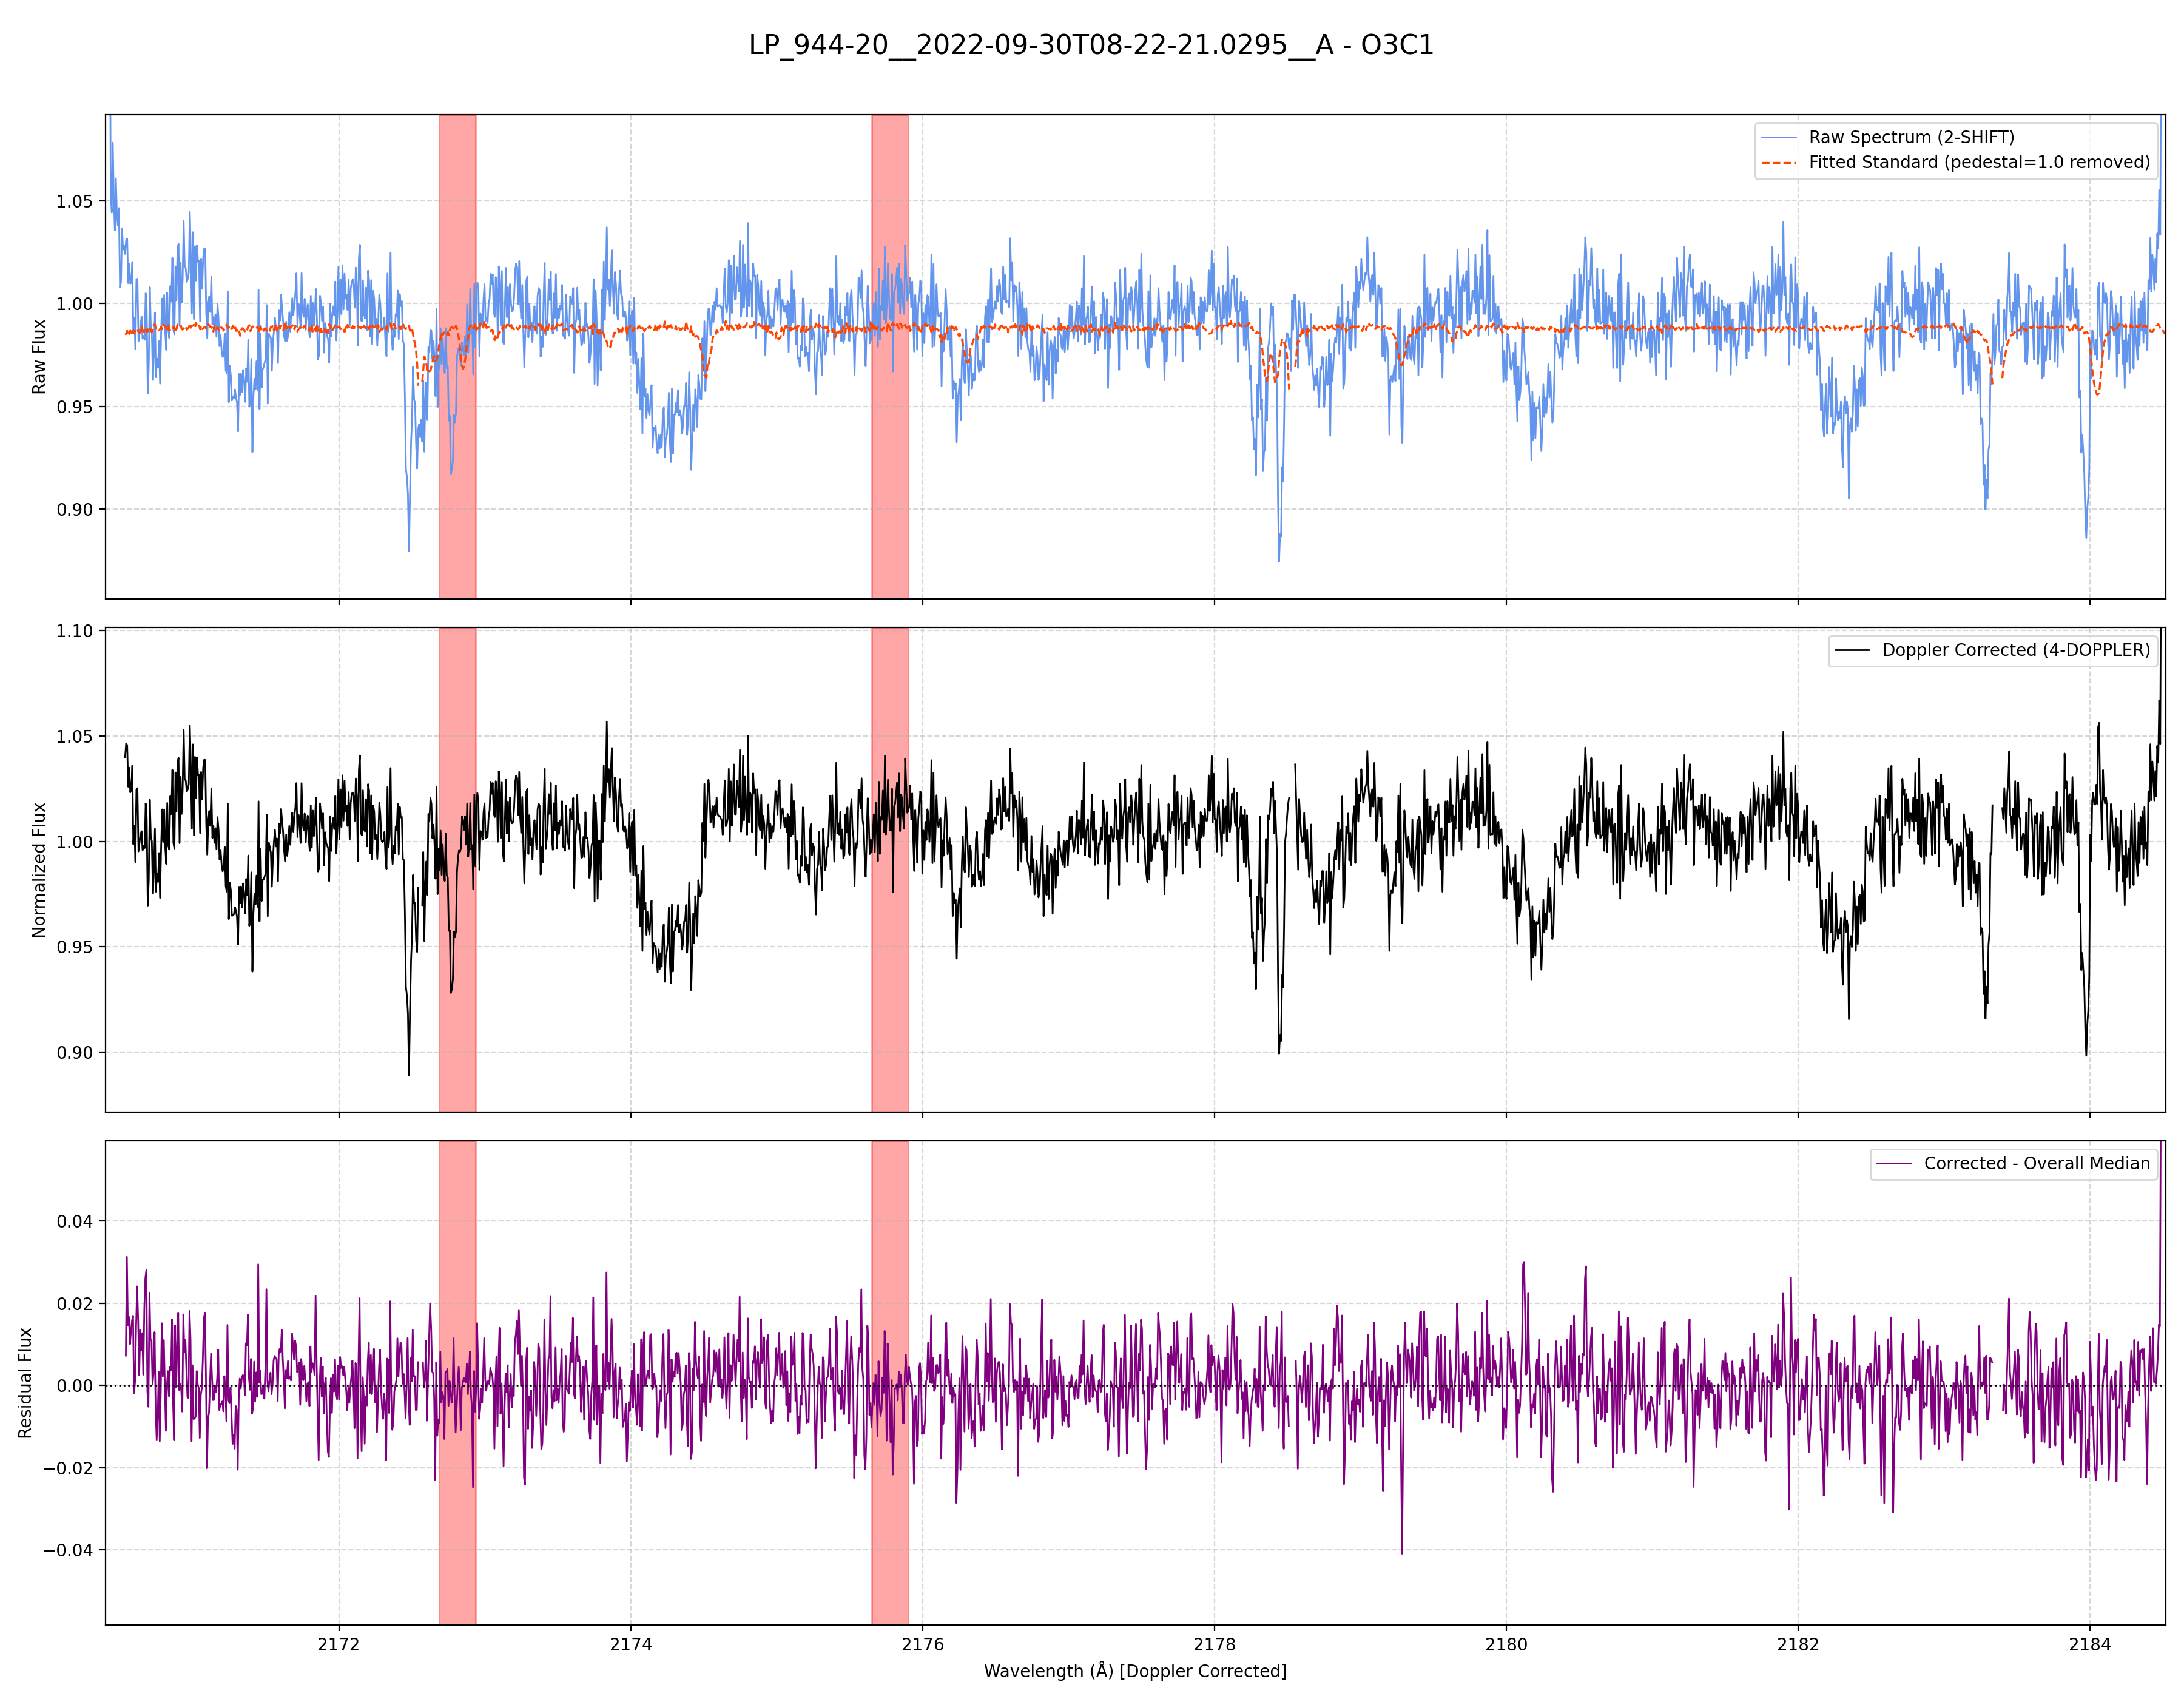 LP_944-20__2022-09-30T08-22-21.0295__A - O3C1
Raw Spectrum (2-SHIFT)
Fitted Standard (pedestal=1.0 removed)
1.05
1.00
0.95
0.90
Raw Flux
Doppler Corrected (4-DOPPLER)
1.10
1.05
1.00
0.95
0.90
Normalized Flux
Corrected - Overall Median
0.04
0.02
0.00
−0.02
−0.04
Residual Flux
2172 2174 2176 2178 2180 2182 2184
Wavelength (Å) [Doppler Corrected]